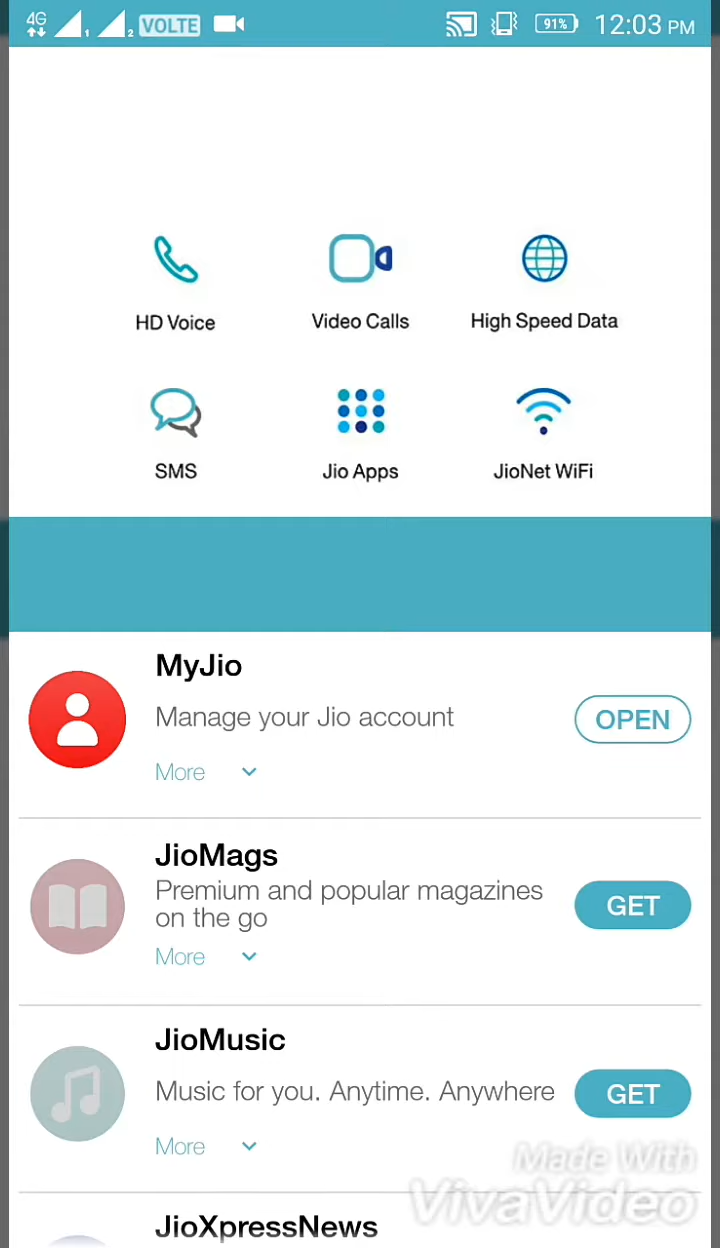 4G 1 2 VOLTE 91% 12:03 PM
HD Voice Video Calls High Speed Data
SMS Jio Apps JioNet WiFi
MyJio
Manage your Jio account
OPEN
More
JioMags
Premium and popular magazines
on the go
GET
More
JioMusic
Music for you. Anytime. Anywhere
GET
More
Made With
VivaVideo
JioXpressNews